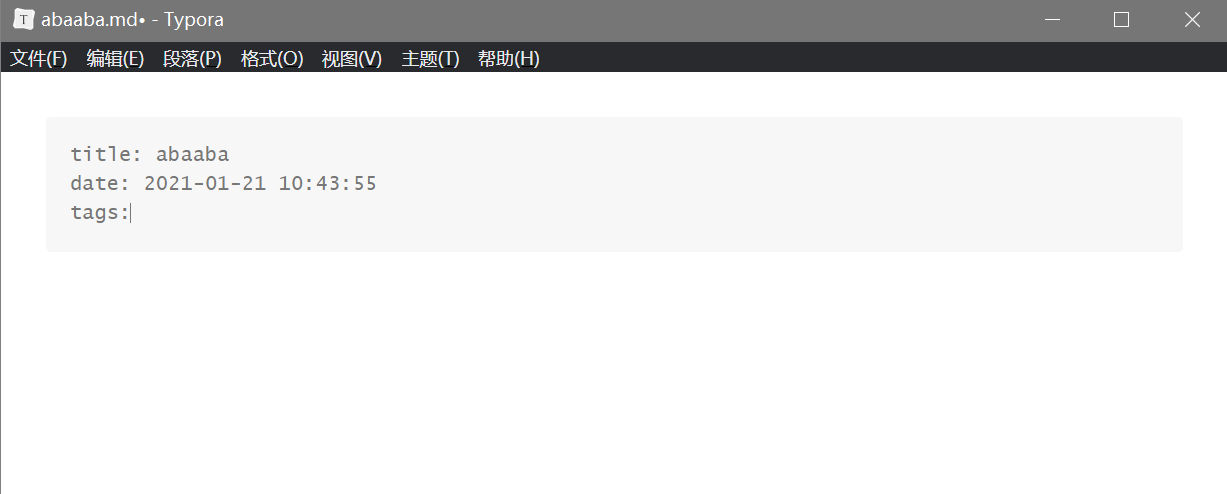 abaaba.md• - Typora
文件(F) 编辑(E) 段落(P) 格式(O) 视图(V) 主题(T) 帮助(H)
title: abaaba
date: 2021-01-21 10:43:55
tags: